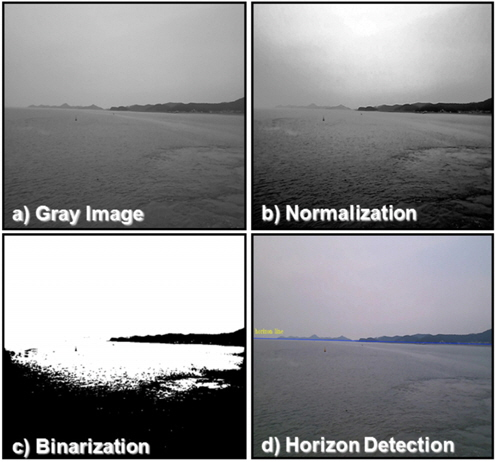 a) Gray Image
b) Normalization
c) Binarization
d) Horizon Detection